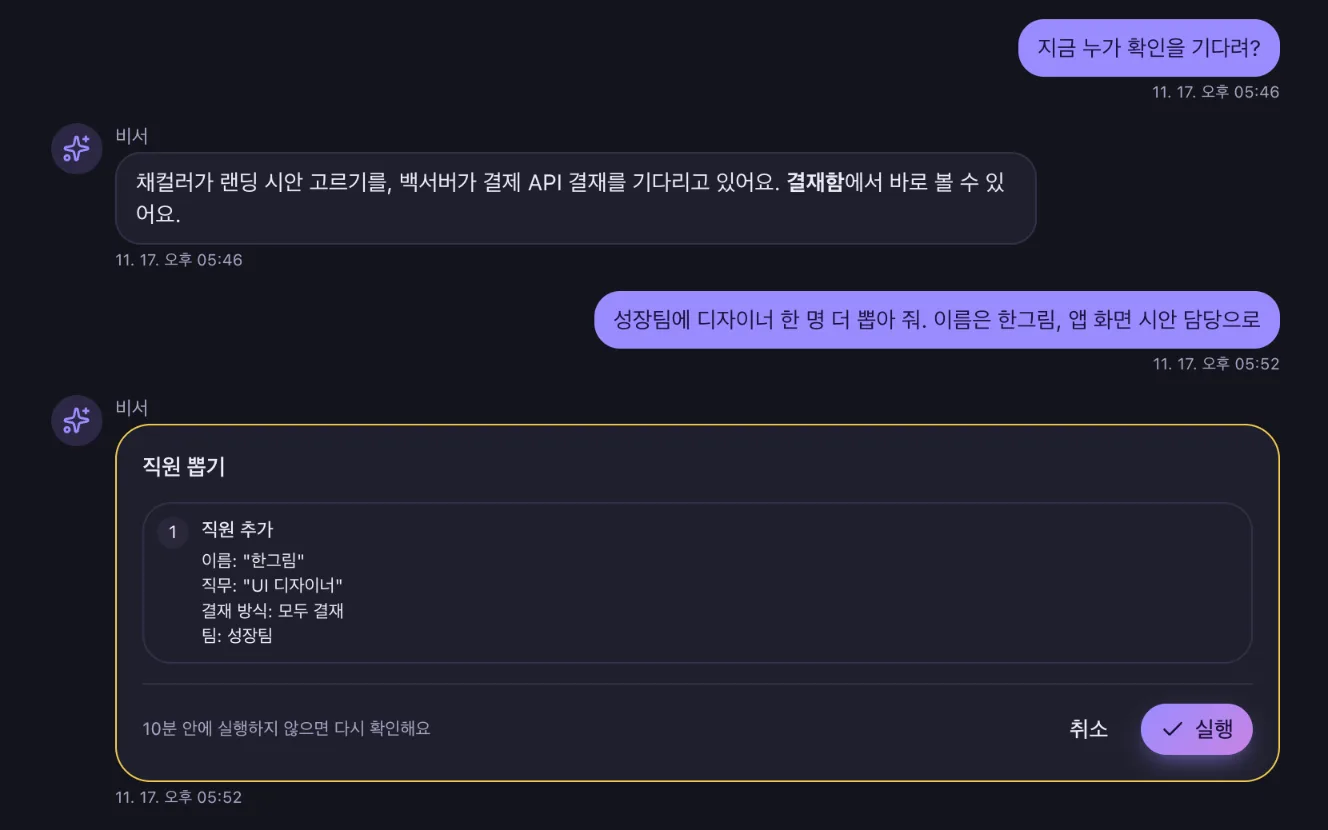 지금 누가 확인을 기다려?
11. 17. 오후 05:46
비서
채컬러가 랜딩 시안 고르기를, 백서버가 결제 API 결재를 기다리고 있어요. 결재함에서 바로 볼 수 있
어요.
11. 17. 오후 05:46
성장팀에 디자이너 한 명 더 뽑아 줘. 이름은 한그림, 앱 화면 시안 담당으로
11. 17. 오후 05:52
비서
직원 뽑기
1 직원 추가
이름: "한그림"
직무: "UI 디자이너"
결재 방식: 모두 결재
팀: 성장팀
10분 안에 실행하지 않으면 다시 확인해요
취소
실행
11. 17. 오후 05:52